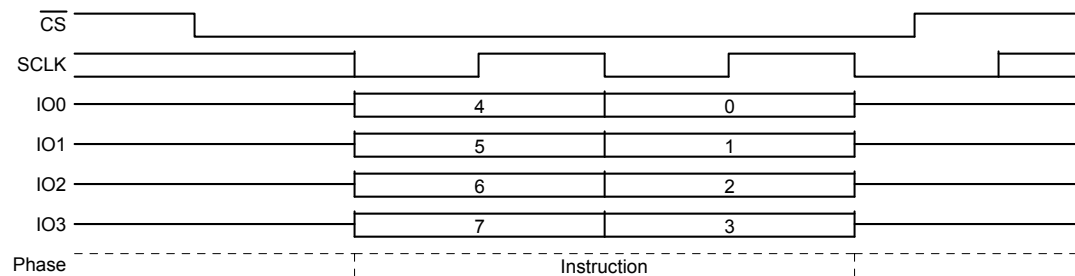 CS
SCLK
IO0 4 0
IO1 5 1
IO2 6 2
IO3 7 3
Phase Instruction